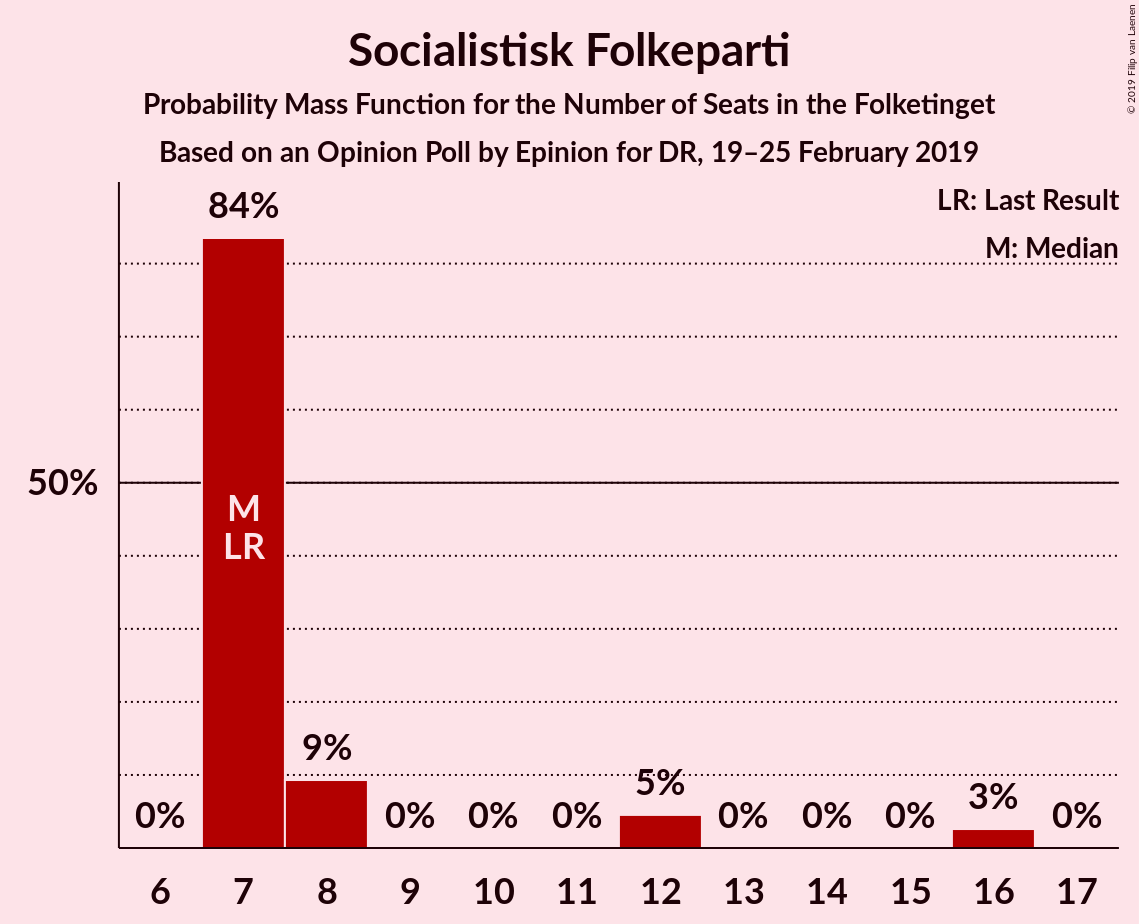 Socialistisk Folkeparti
Probability Mass Function for the Number of Seats in the Folketinget
Based on an Opinion Poll by Epinion for DR, 19–25 February 2019
© 2019 Filip van Laenen
LR: Last Result
M: Median
84%
50%
M
LR
9%
5%
3%
0% 0% 0% 0% 0% 0% 0% 0%
6 7 8 9 10 11 12 13 14 15 16 17